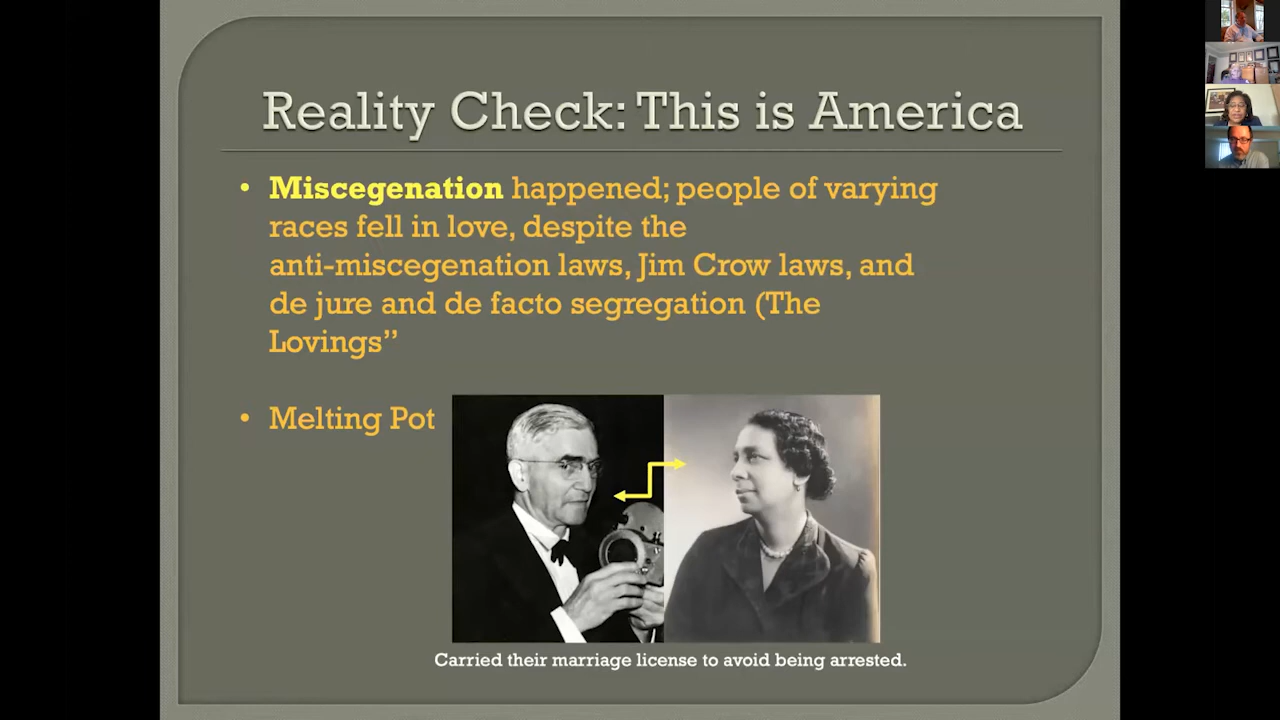 Reality Check: This is America
• Miscegenation happened; people of varying
races fell in love, despite the
anti-miscegenation laws, Jim Crow laws, and
de jure and de facto segregation (The
Lovings”
• Melting Pot
Carried their marriage license to avoid being arrested.